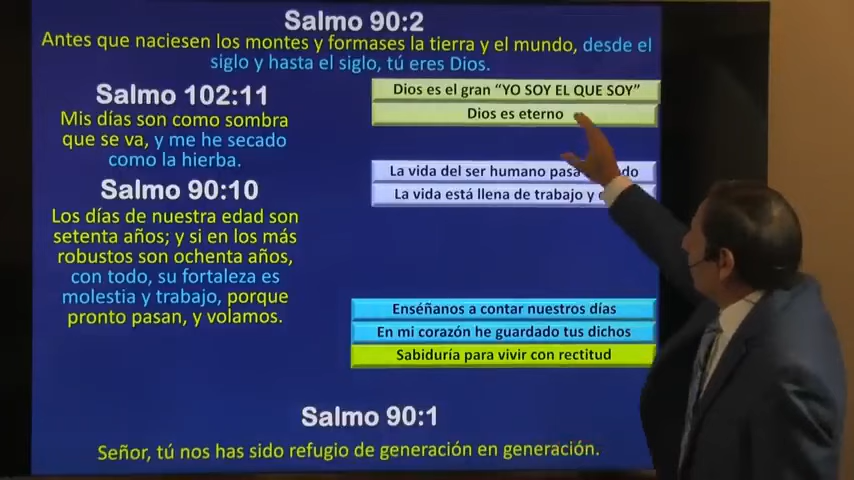 Salmo 90:2
Antes que naciesen los montes y formases la tierra y el mundo, desde el
siglo y hasta el siglo, tú eres Dios.
Salmo 102:11
Mis días son como sombra
que se va, y me he secado
como la hierba.
Salmo 90:10
Los días de nuestra edad son
setenta años; y si en los más
robustos son ochenta años,
con todo, su fortaleza es
molestia y trabajo, porque
pronto pasan, y volamos.
Dios es el gran “YO SOY EL QUE SOY”
Dios es eterno
La vida del ser humano pasa
La vida está llena de trabajo y
Enséñanos a contar nuestros días
En mi corazón he guardado tus dichos
Sabiduría para vivir con rectitud
Salmo 90:1
Señor, tú nos has sido refugio de generación en generación.